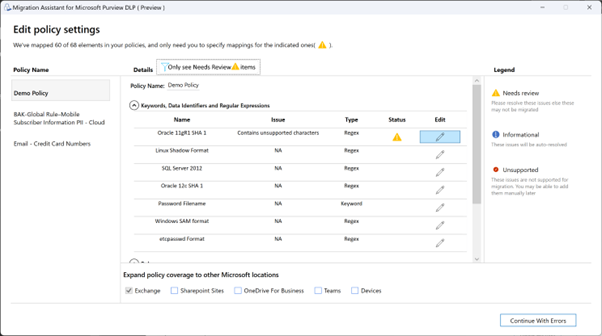 Migration Assistant for Microsoft Purview DLP ( Preview )
Edit policy settings
We've mapped 60 of 68 elements in your policies, and only need you to specify mappings for the indicated ones( ).
Policy Name
Details
Only see Needs Review items
Legend
Demo Policy
BAK-Global Rule–Mobile
Subscriber Information PII - Cloud
Email - Credit Card Numbers
Policy Name: Demo Policy
Keywords, Data Identifiers and Regular Expressions
Name Issue Type Status Edit
Oracle 11gR1 SHA 1 Contains unsupported characters Regex
Linux Shadow Format NA Regex
SQL Server 2012 NA Regex
Oracle 12c SHA 1 NA Regex
Password Filename NA Keyword
Windows SAM format NA Regex
etcpasswd Format NA Regex
Needs review
Please resolve these issues else these
may not be migrated
Informational
These issues will be auto-resolved
Unsupported
These issues are not supported for
migration. You may be able to add
them manually later
Expand policy coverage to other Microsoft locations
Exchange Sharepoint Sites OneDrive For Business Teams Devices
Continue With Errors